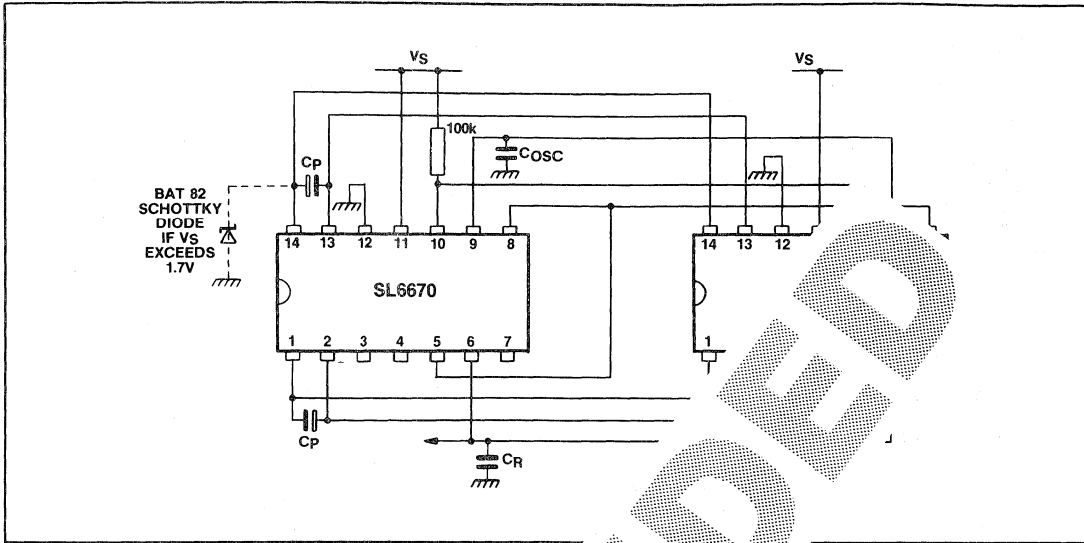 VS
VS
100k
COSC
CP
BAT 82
SCHOTTKY
DIODE
IF VS
EXCEEDS
1.7V
14 13 12 11 10 9 8
14 13 12
SL6670
1 2 3 4 5 6 7
1
CP
CR
DED